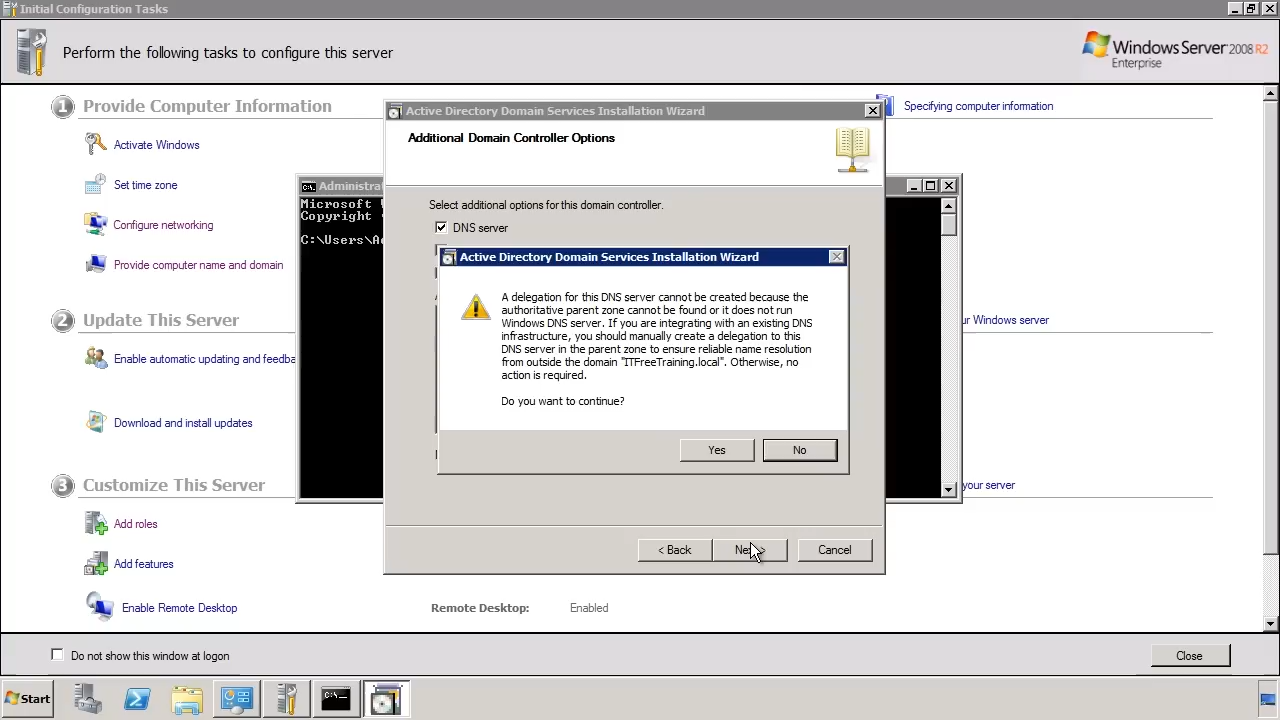 Initial Configuration Tasks
Perform the following tasks to configure this server
Windows Server 2008 R2
Enterprise
1 Provide Computer Information
Specifying computer information
Activate Windows
Set time zone
Configure networking
Provide computer name and domain
2 Update This Server
Windows server
Enable automatic updating and feedba
Download and install updates
3 Customize This Server
your server
Add roles
Add features
Enable Remote Desktop
Remote Desktop:
Enabled
Do not show this window at logon
Close
Administra
Microsoft
Copyright
C:\Users\Ad
Active Directory Domain Services Installation Wizard
Additional Domain Controller Options
Select additional options for this domain controller.
DNS server
< Back
Cancel
Active Directory Domain Services Installation Wizard
A delegation for this DNS server cannot be created because the
authoritative parent zone cannot be found or it does not run
Windows DNS server. If you are integrating with an existing DNS
infrastructure, you should manually create a delegation to this
DNS server in the parent zone to ensure reliable name resolution
from outside the domain "ITFreeTraining.local". Otherwise, no
action is required.
Do you want to continue?
Yes
No
Start